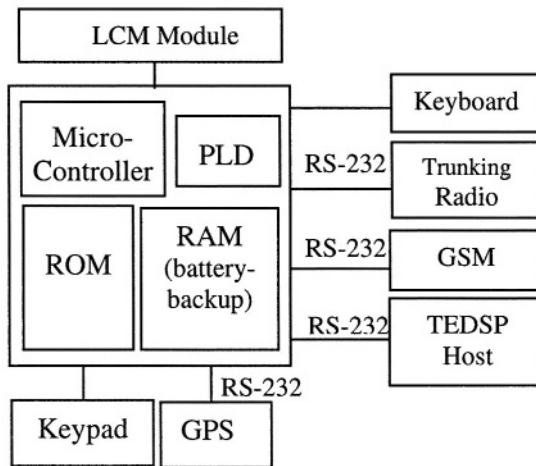 LCM Module
Micro-
Controller
PLD
ROM
RAM
(battery-
backup)
Keyboard
RS-232
Trunking
Radio
RS-232
GSM
RS-232
TEDSP
Host
RS-232
Keypad
GPS